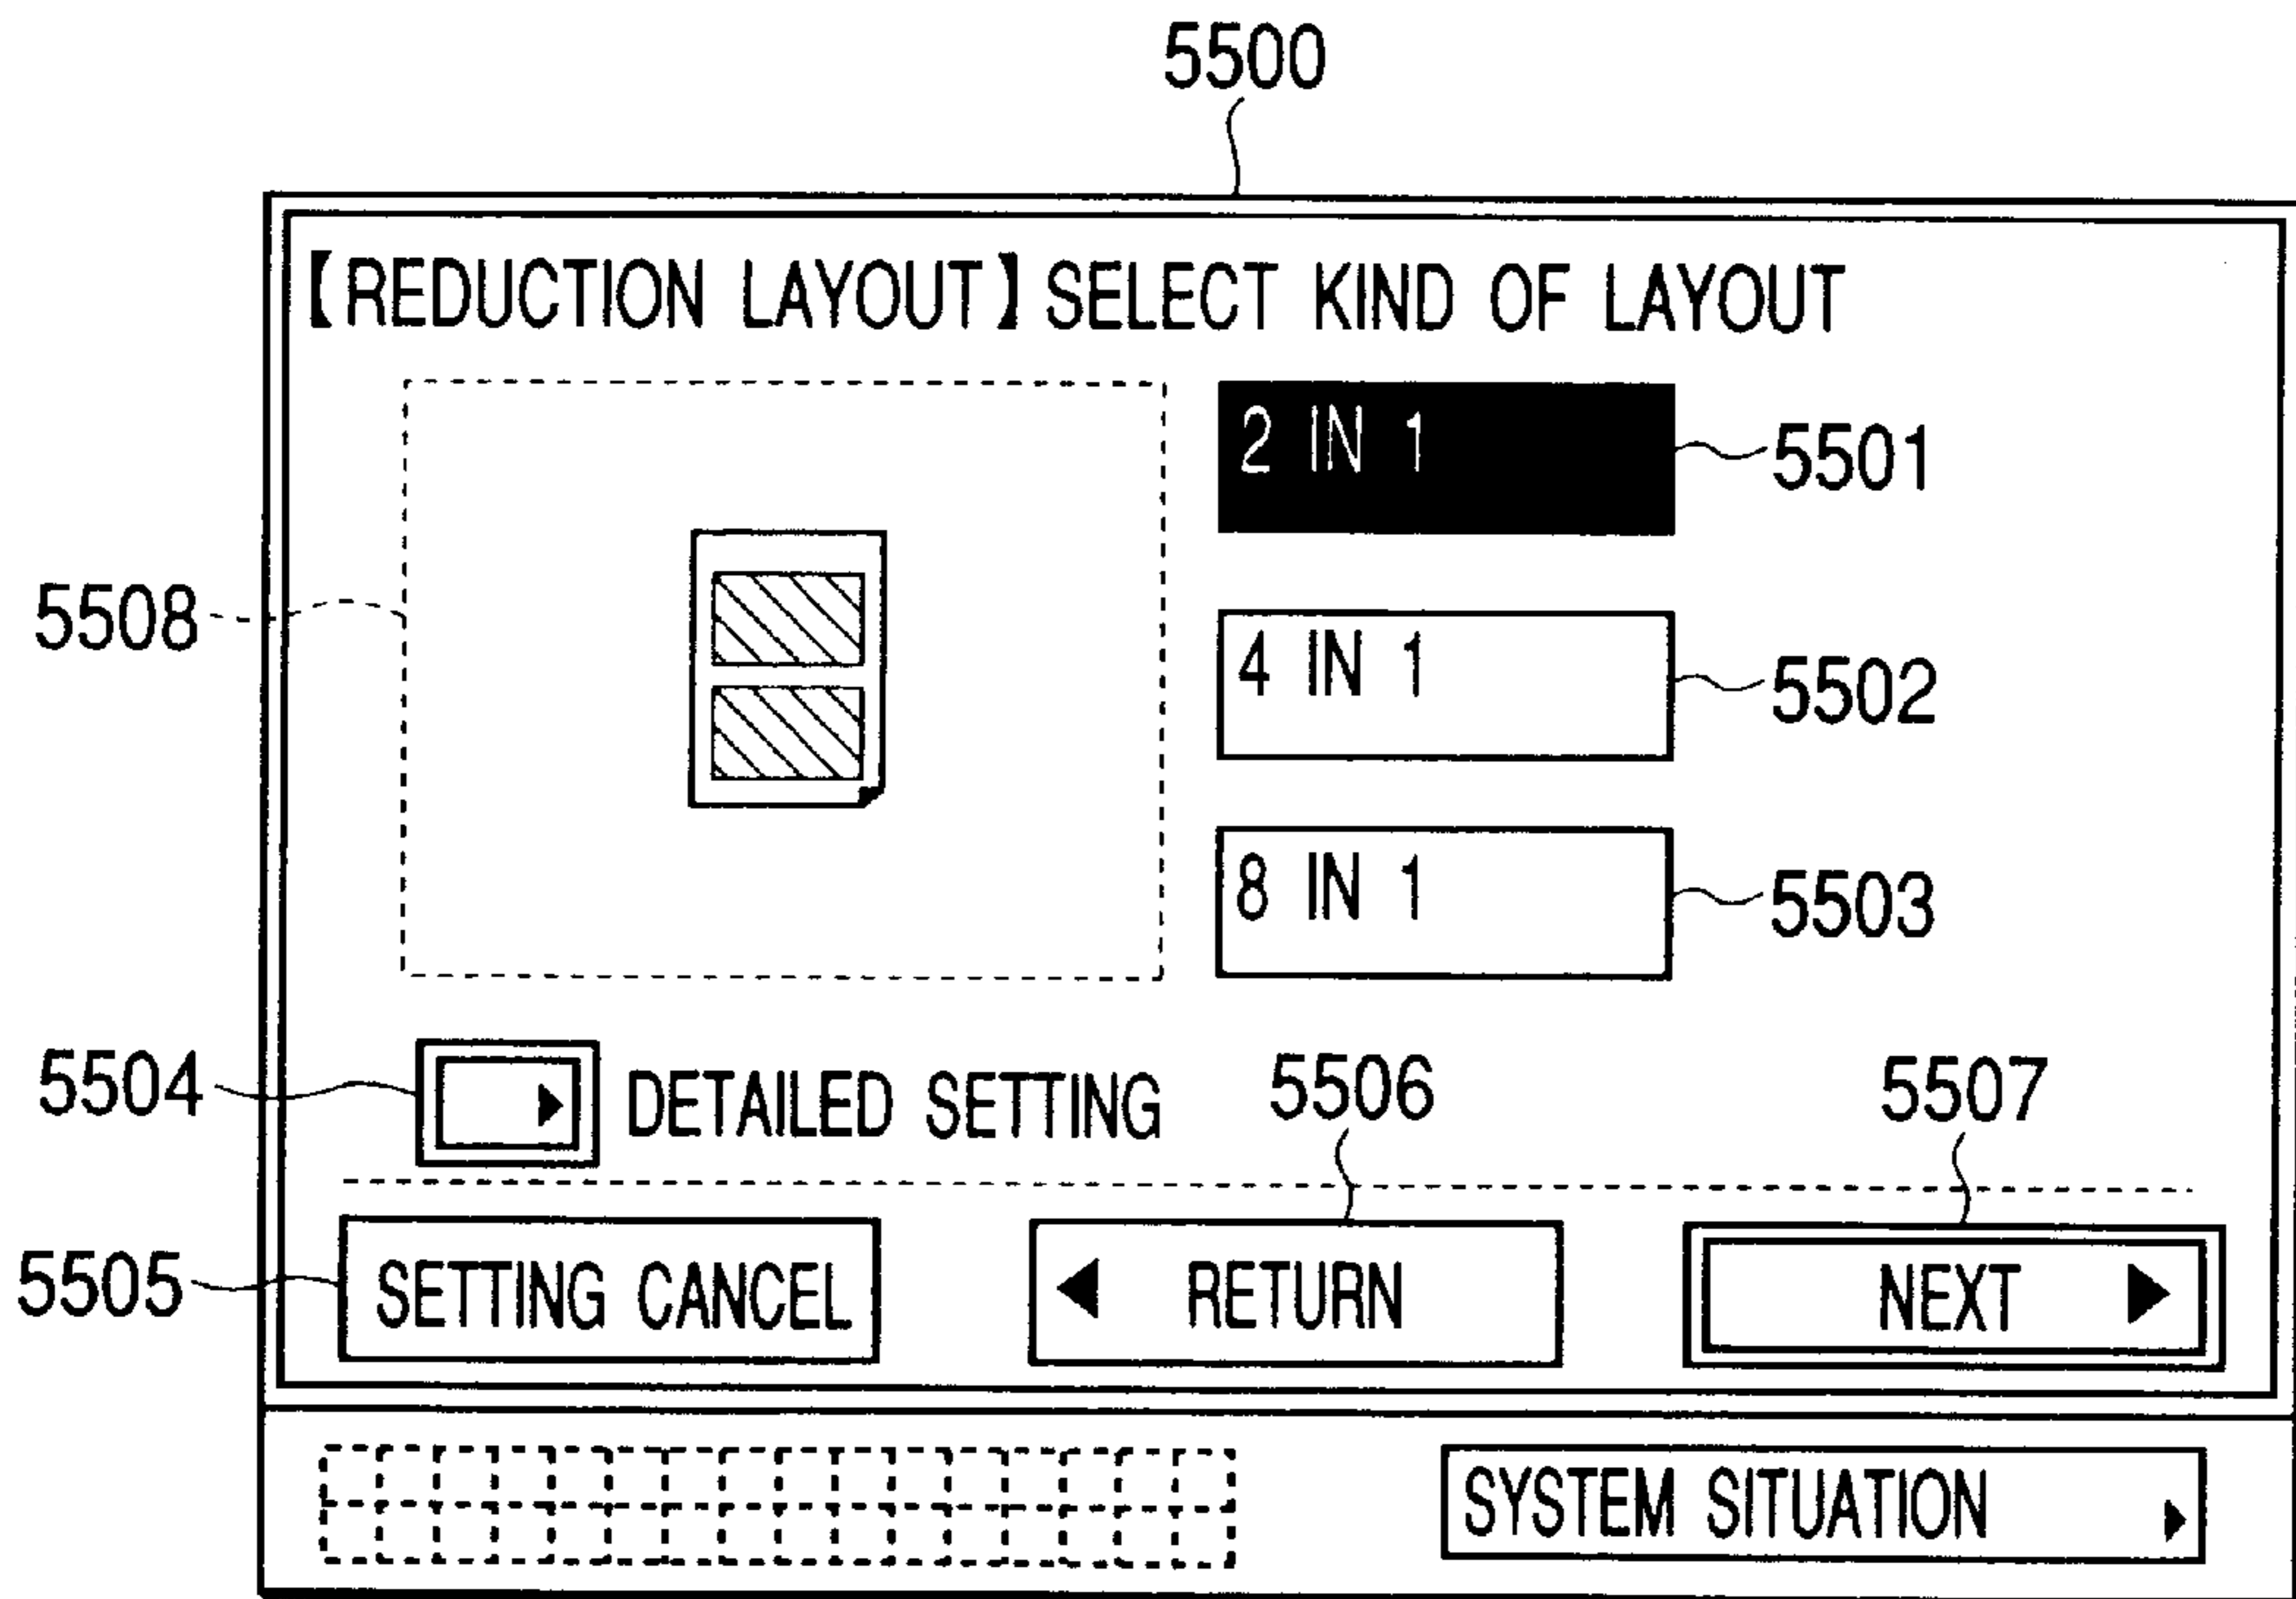 5500
【REDUCTION LAYOUT】SELECT KIND OF LAYOUT
2 IN 1
5501
5508
4 IN 1
5502
8 IN 1
5503
5504
DETAILED SETTING
5506
5507
5505
SETTING CANCEL
◀ RETURN
NEXT ▶
SYSTEM SITUATION